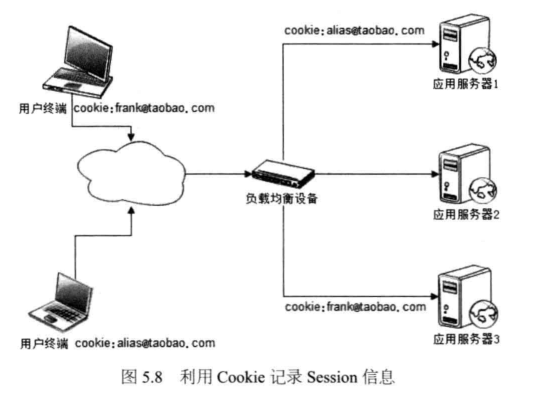 cookie:alias@taobao.com
应用服务器1
用户终端 cookie:frank@taobao.com
负载均衡设备
应用服务器2
cookie:frank@taobao.com
用户终端 cookie:alias@taobao.com
应用服务器3
图 5.8 利用 Cookie 记录 Session 信息